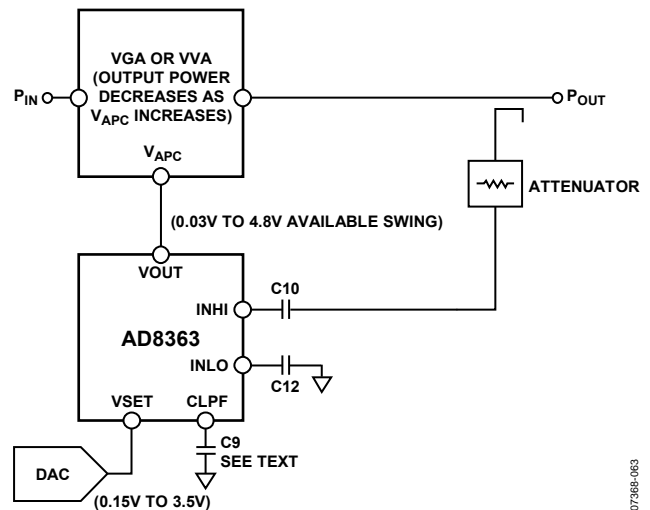 VGA OR VVA
(OUTPUT POWER
DECREASES AS
VAPC INCREASES)
PIN
POUT
VAPC
ATTENUATOR
(0.03V TO 4.8V AVAILABLE SWING)
VOUT
C10
INHI
AD8363
INLO
C12
VSET
CLPF
C9
SEE TEXT
DAC
(0.15V TO 3.5V)
07368-063